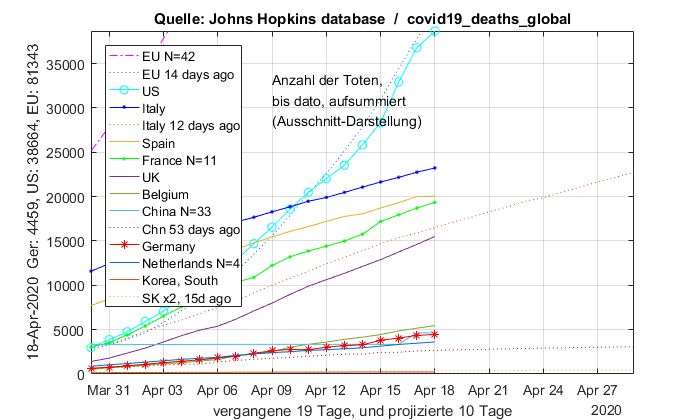 Quelle: Johns Hopkins database / covid19_deaths_global
18-Apr-2020 Ger: 4459, US: 38664, EU: 81343
35000
30000
25000
20000
15000
10000
5000
0
EU N=42
EU 14 days ago
US
Italy
Italy 12 days ago
Spain
France N=11
UK
Belgium
China N=33
Chn 53 days ago
Germany
Netherlands N=4
Korea, South
SK x2, 15d ago
Anzahl der Toten,
bis dato, aufsummiert
(Ausschnitt-Darstellung)
Mar 31 Apr 03 Apr 06 Apr 09 Apr 12 Apr 15 Apr 18 Apr 21 Apr 24 Apr 27
2020
vergangene 19 Tage, und projizierte 10 Tage